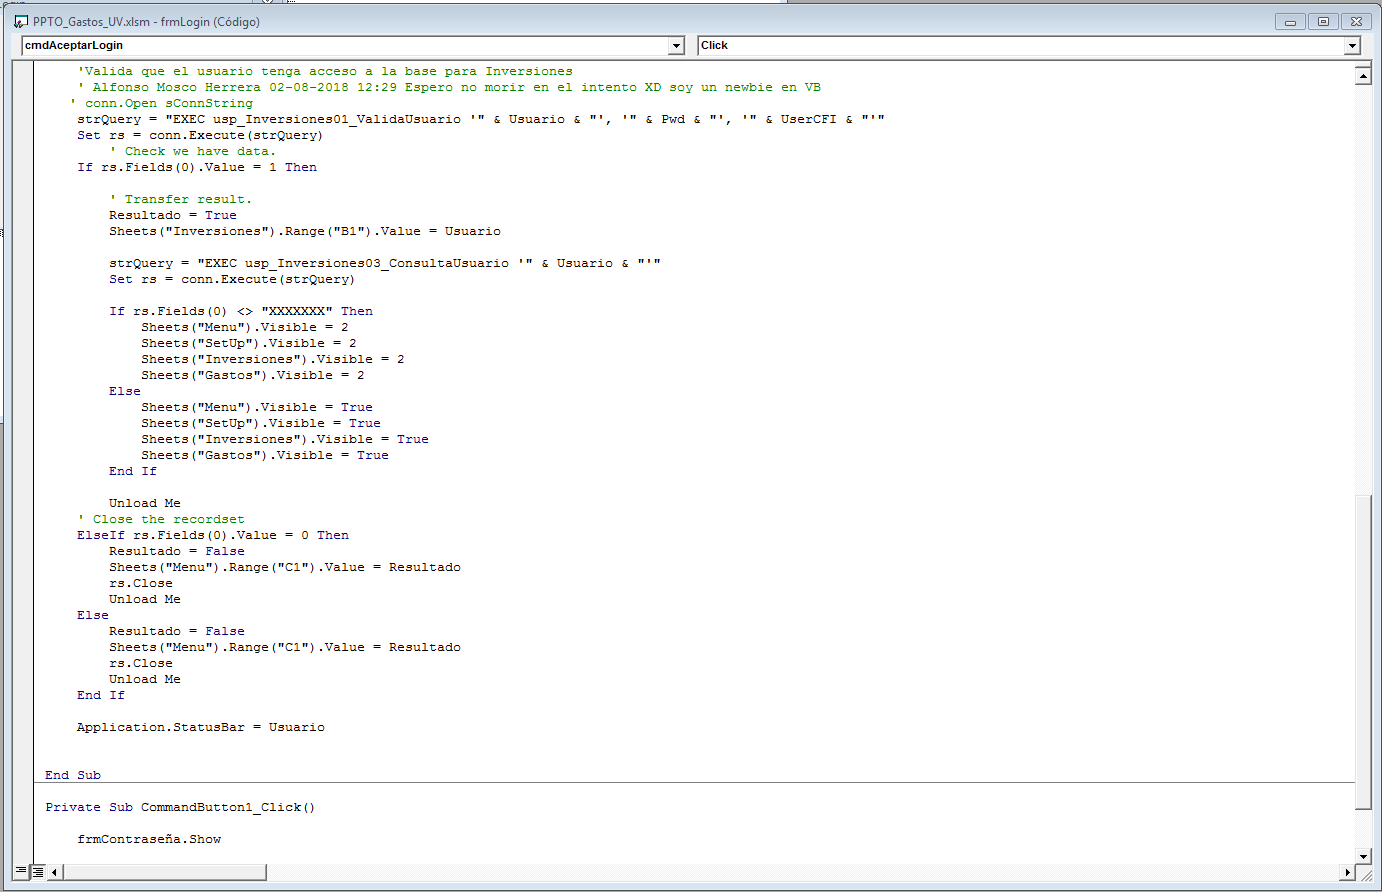 PPTO_Gastos_UV.xlsm - frmLogin (Código)
cmdAceptarLogin
Click
'Valida que el usuario tenga acceso a la base para Inversiones
' Alfonso Mosco Herrera 02-08-2018 12:29 Espero no morir en el intento XD soy un newbie en VB
' conn.Open sConnString
strQuery = "EXEC usp_Inversiones01_ValidaUsuario '" & Usuario & "', '" & Pwd & "', '" & UserCFI & "'"
Set rs = conn.Execute(strQuery)
' Check we have data.
If rs.Fields(0).Value = 1 Then
' Transfer result.
Resultado = True
Sheets("Inversiones").Range("B1").Value = Usuario
strQuery = "EXEC usp_Inversiones03_ConsultaUsuario '" & Usuario & "'"
Set rs = conn.Execute(strQuery)
If rs.Fields(0) <> "XXXXXXX" Then
Sheets("Menu").Visible = 2
Sheets("SetUp").Visible = 2
Sheets("Inversiones").Visible = 2
Sheets("Gastos").Visible = 2
Else
Sheets("Menu").Visible = True
Sheets("SetUp").Visible = True
Sheets("Inversiones").Visible = True
Sheets("Gastos").Visible = True
End If
Unload Me
' Close the recordset
ElseIf rs.Fields(0).Value = 0 Then
Resultado = False
Sheets("Menu").Range("C1").Value = Resultado
rs.Close
Unload Me
Else
Resultado = False
Sheets("Menu").Range("C1").Value = Resultado
rs.Close
Unload Me
End If
Application.StatusBar = Usuario
End Sub
Private Sub CommandButton1_Click()
frmContraseña.Show